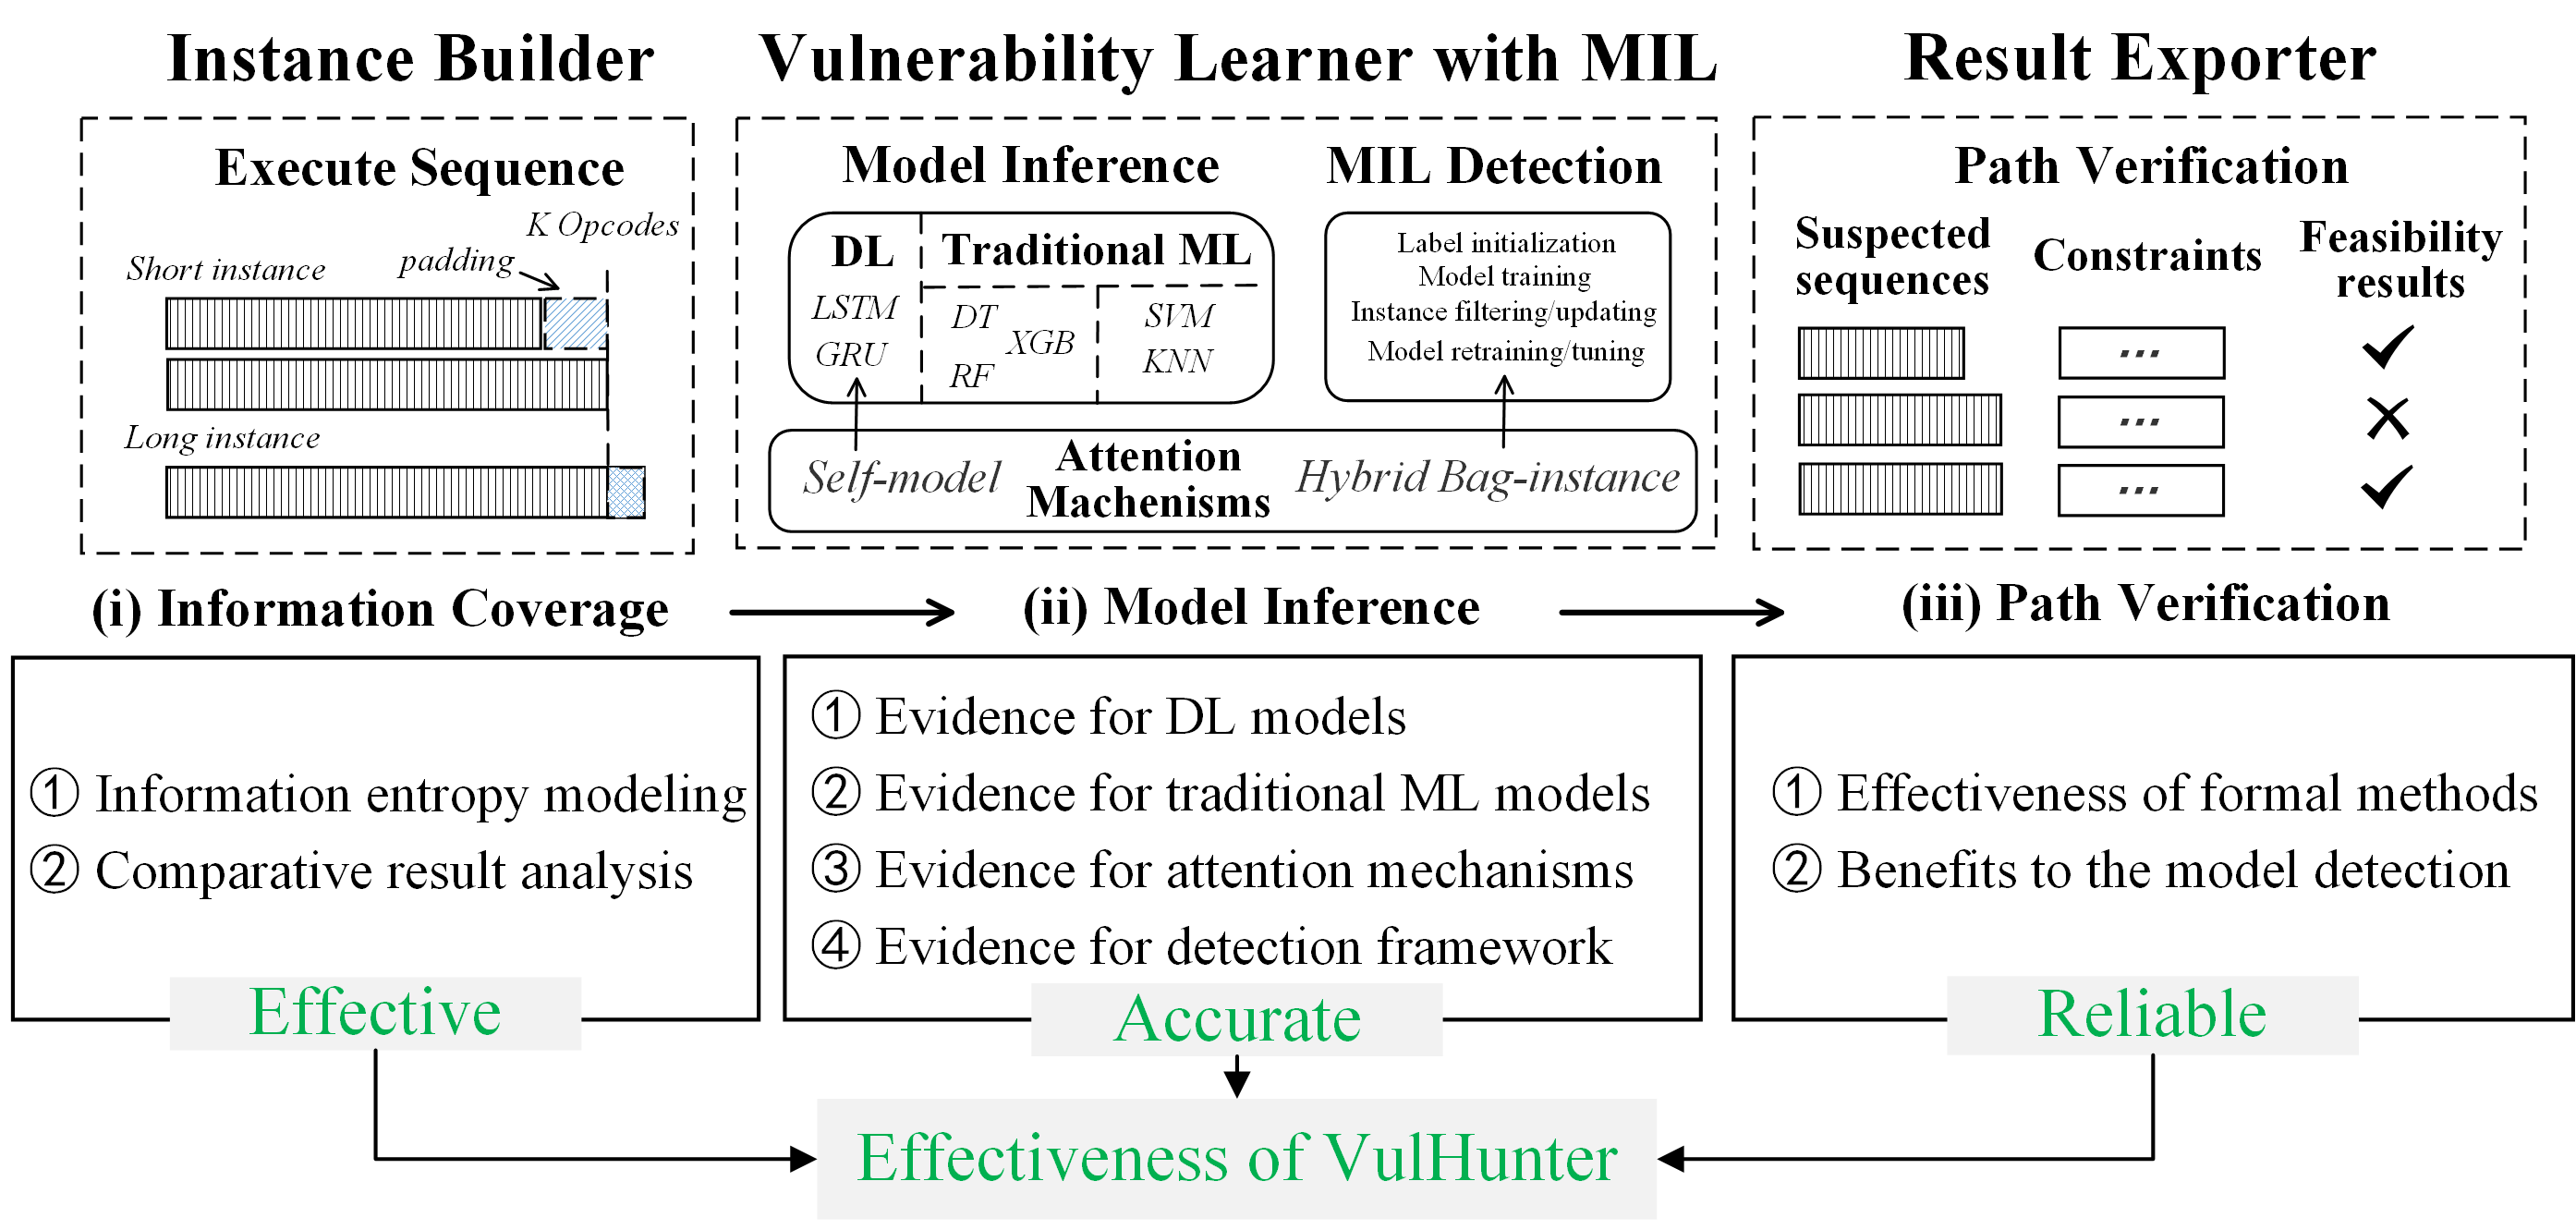 Instance Builder
Vulnerability Learner with MIL
Result Exporter
Execute Sequence
K Opcodes
padding
Short instance
Long instance
Model Inference
DL
Traditional ML
LSTM
GRU
DT
XGB
RF
SVM
KNN
MIL Detection
Label initialization
Model training
Instance filtering/updating
Model retraining/tuning
Self-model
Attention
Machenisms
Hybrid Bag-instance
Path Verification
Suspected
sequences
Constraints
Feasibility
results
...
...
...
(i) Information Coverage
(ii) Model Inference
(iii) Path Verification
① Information entropy modeling
② Comparative result analysis
Effective
① Evidence for DL models
② Evidence for traditional ML models
③ Evidence for attention mechanisms
④ Evidence for detection framework
Accurate
① Effectiveness of formal methods
② Benefits to the model detection
Reliable
Effectiveness of VulHunter